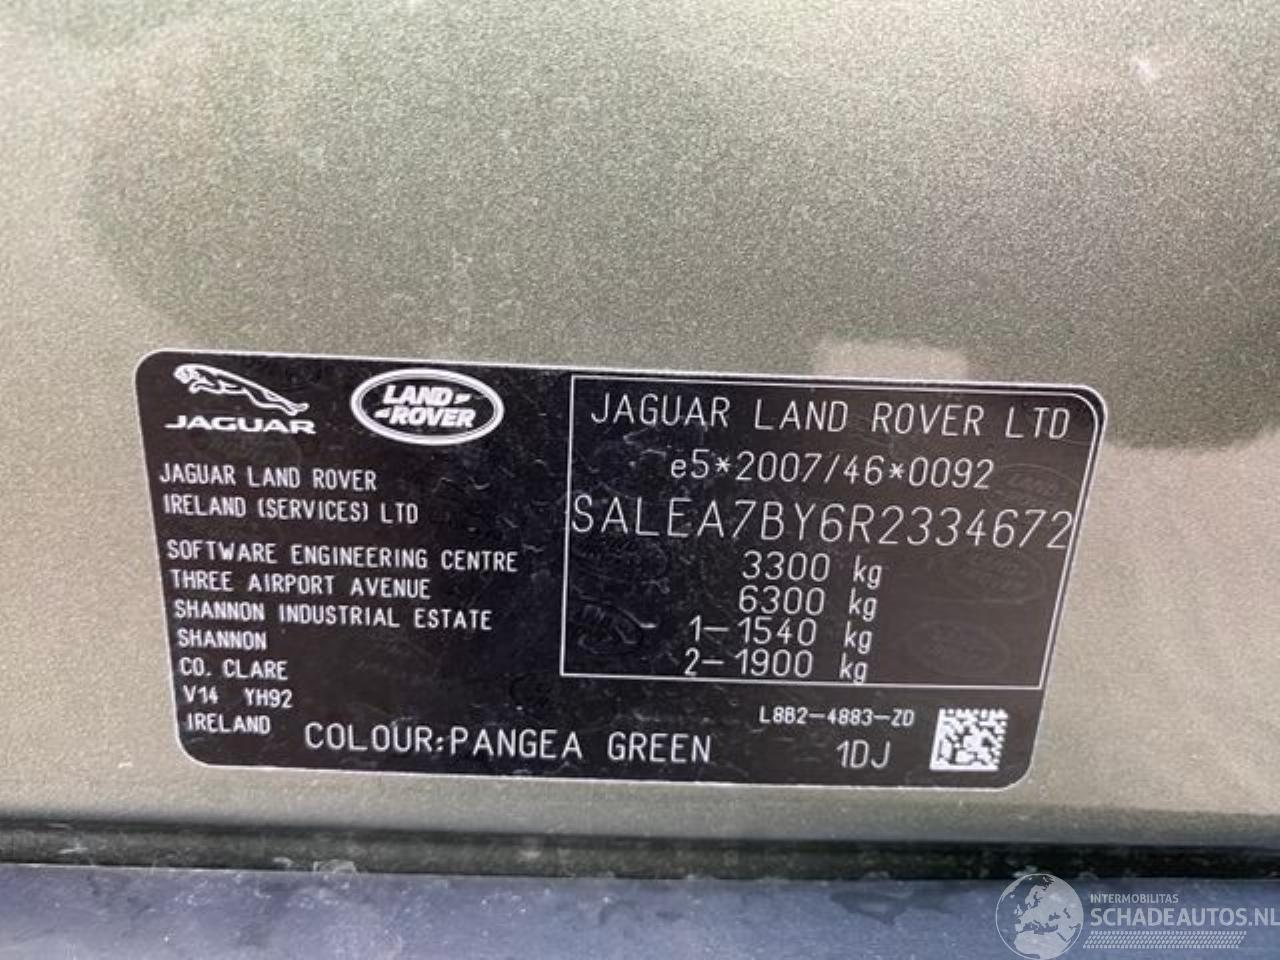 JAGUAR
LAND ROVER
JAGUAR LAND ROVER
IRELAND (SERVICES) LTD
SOFTWARE ENGINEERING CENTRE
THREE AIRPORT AVENUE
SHANNON INDUSTRIAL ESTATE
SHANNON
CO. CLARE
V14 YH92
IRELAND
COLOUR:PANGEA GREEN
JAGUAR LAND ROVER LTD
e5*2007/46*0092
SALEA7BY6R2334672
3300 kg
6300 kg
1-1540 kg
2-1900 kg
L8B2-4883-ZD
1DJ
INTERMOBILITAS
SCHADEAUTOS.NL